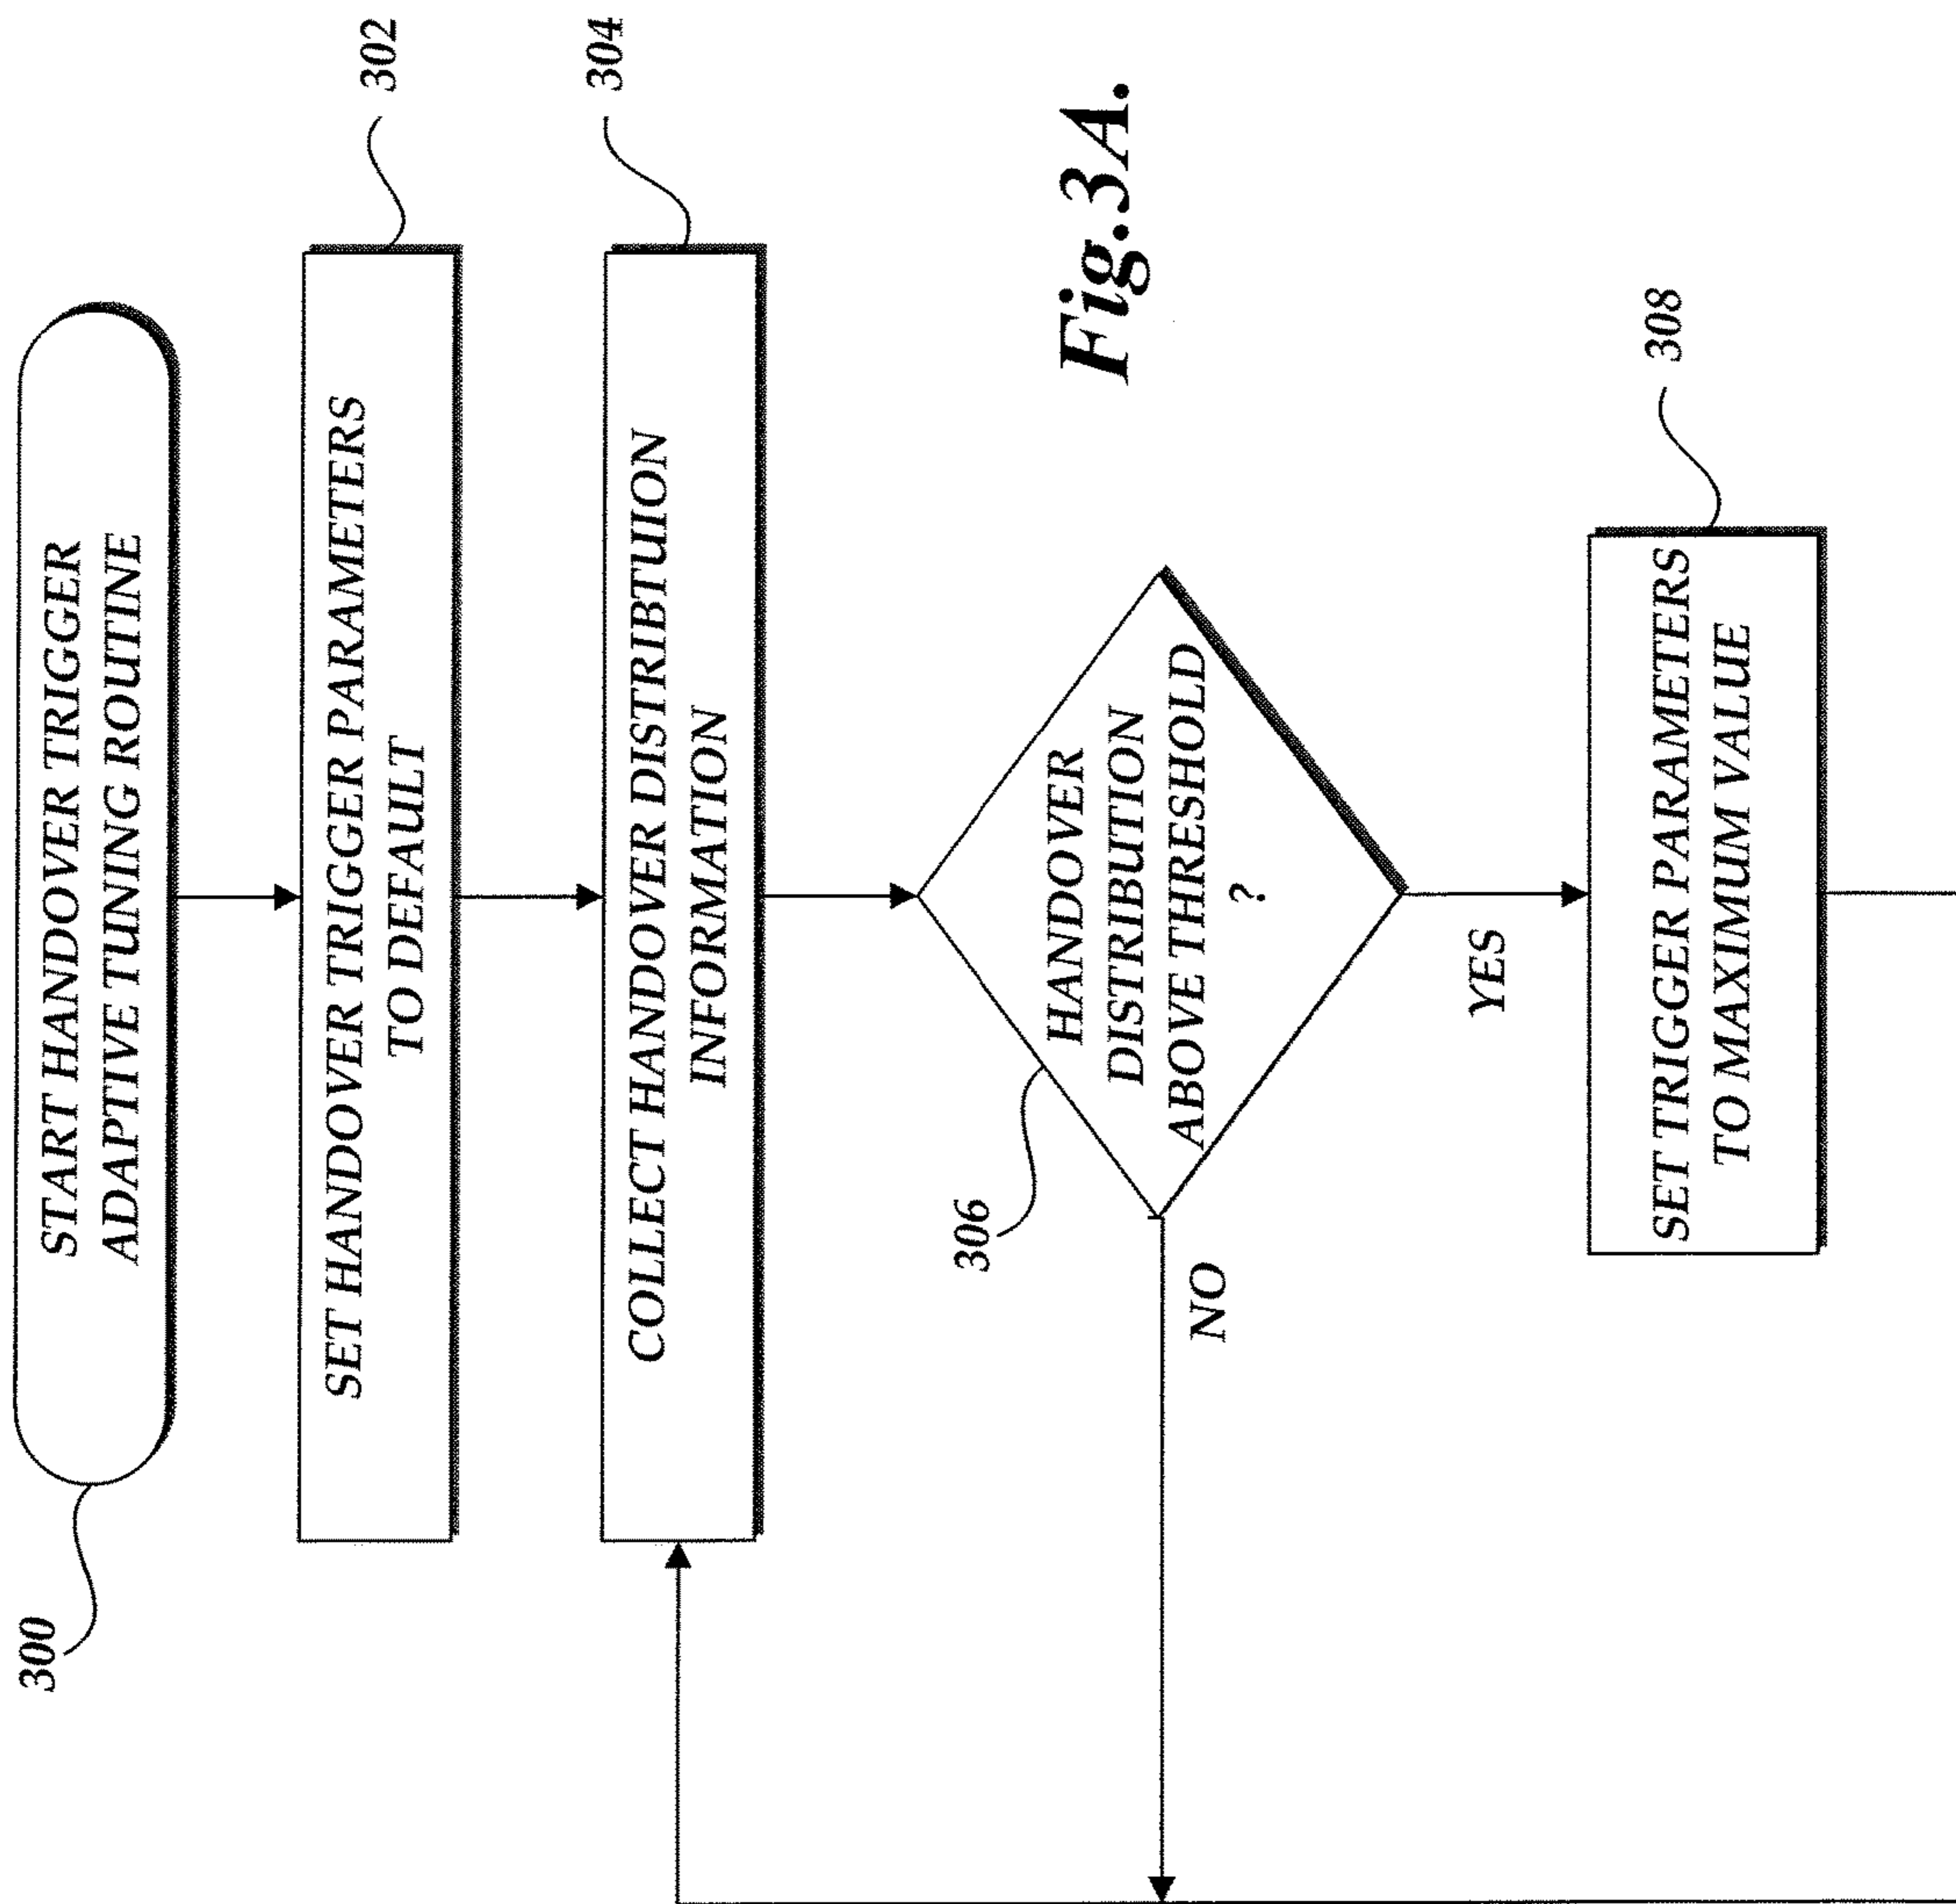 300
START HANDOVER TRIGGER
ADAPTIVE TUNING ROUTINE
302
SET HANDOVER TRIGGER PARAMETERS
TO DEFAULT
304
COLLECT HANDOVER DISTRIBTUION
INFORMATION
306
HANDOVER
DISTRIBUTION
ABOVE THRESHOLD
?
NO
YES
Fig.3A.
308
SET TRIGGER PARAMETERS
TO MAXIMUM VALUE